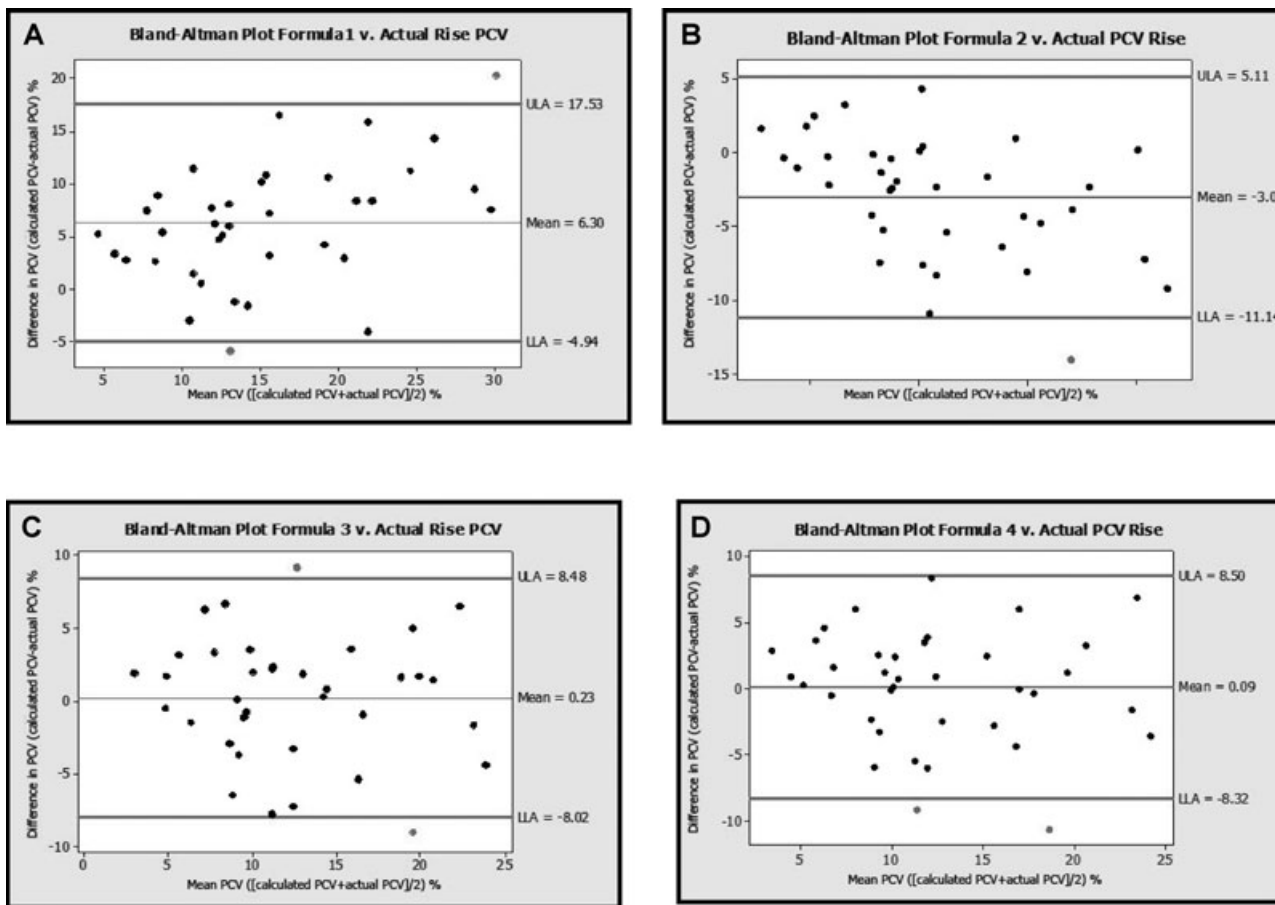 A
Bland-Altman Plot Formula 1 v. Actual Rise PCV
Difference in PCV (calculated PCV-actual PCV) %
20
15
10
5
0
-5
ULA = 17.53
Mean = 6.30
LLA = -4.94
5 10 15 20 25 30
Mean PCV ([calculated PCV+actual PCV]/2) %
B
Bland-Altman Plot Formula 2 v. Actual PCV Rise
Difference in PCV (calculated PCV-actual PCV) %
5
0
-5
-10
-15
ULA = 5.11
Mean = -3.0
LLA = -11.14
Mean PCV ([calculated PCV+actual PCV]/2) %
C
Bland-Altman Plot Formula 3 v. Actual Rise PCV
Difference in PCV (calculated PCV-actual PCV) %
10
5
0
-5
-10
ULA = 8.48
Mean = 0.23
LLA = -8.02
0 5 10 15 20 25
Mean PCV ([calculated PCV+actual PCV]/2) %
D
Bland-Altman Plot Formula 4 v. Actual PCV Rise
Difference in PCV (calculated PCV-actual PCV) %
10
5
0
-5
-10
ULA = 8.50
Mean = 0.09
LLA = -8.32
5 10 15 20 25
Mean PCV ([calculated PCV+actual PCV]/2) %